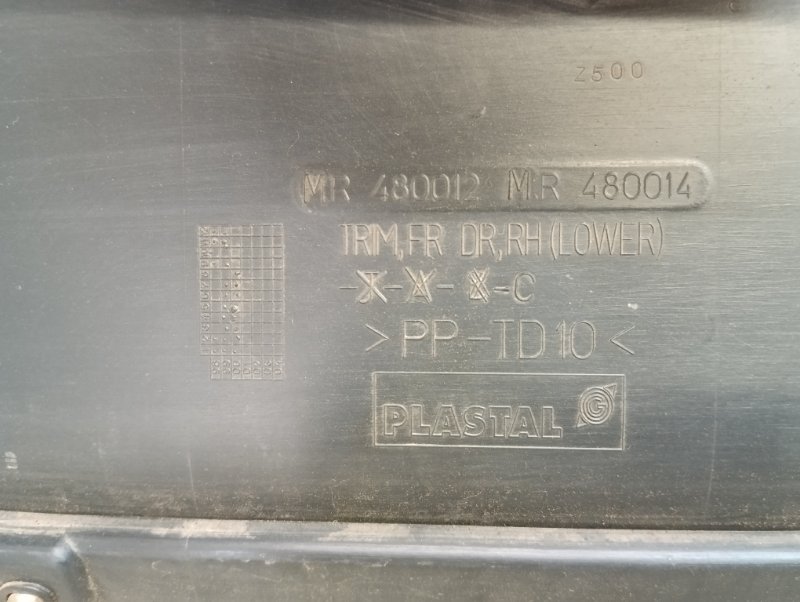 Z500
MR 480012 MR 480014
TRIM, FR DR, RH (LOWER)
-C
>PP-TD10<
PLASTAL G